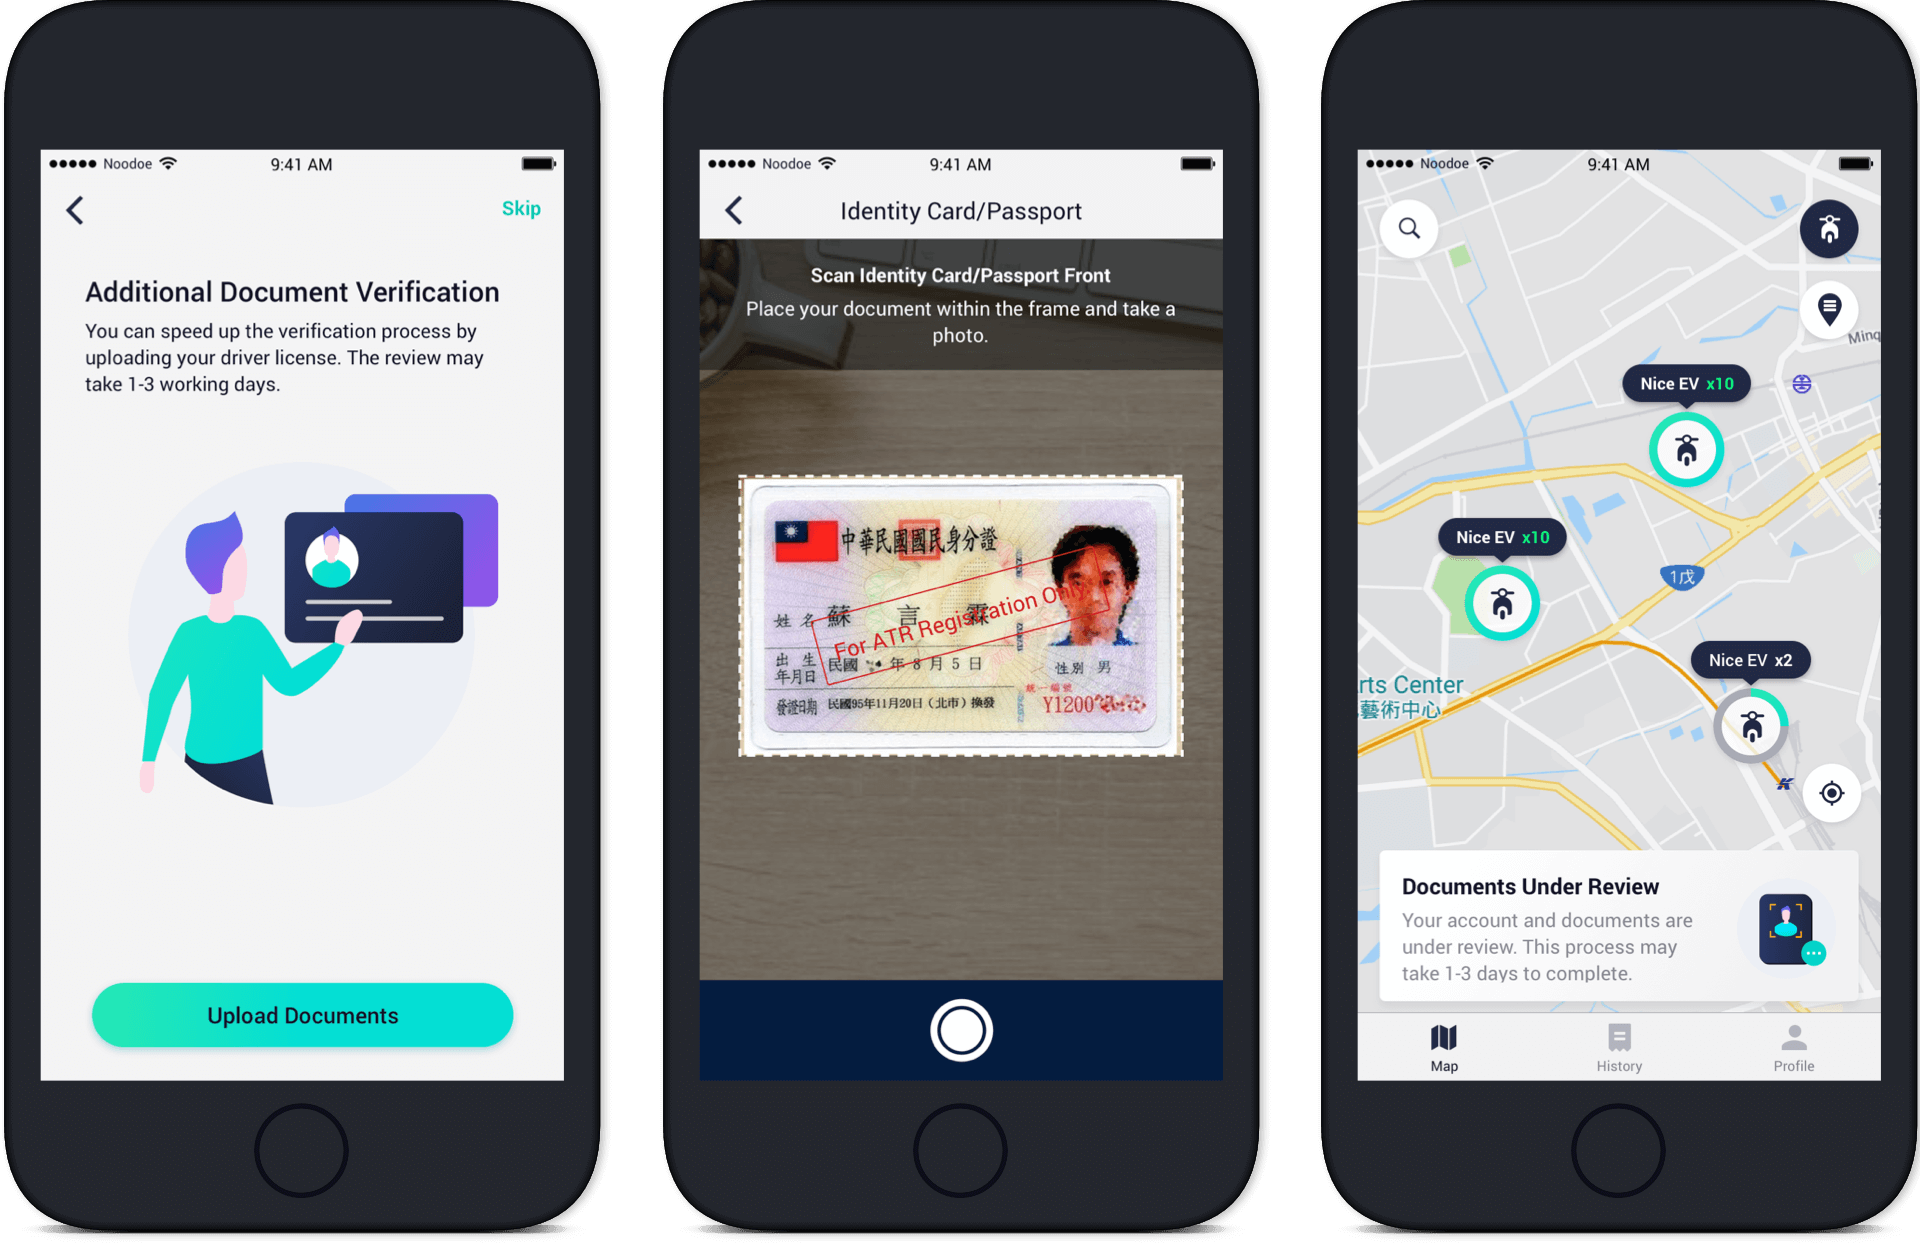 Noodoe
9:41 AM
Skip
Additional Document Verification
You can speed up the verification process by
uploading your driver license. The review may
take 1-3 working days.
Upload Documents
Noodoe
9:41 AM
Identity Card/Passport
Scan Identity Card/Passport Front
Place your document within the frame and take a
photo.
中華民國國民身分證
姓名 蘇 言 霖
For ATR Registration Only
出 生
年月日
民國 年 8 月 5 日
性別 男
發證日期
民國95年11月20日（北市）換發
統一編號
Y1200
Noodoe
9:41 AM
Ming
Nice EV x10
Nice EV x10
1戊
Nice EV x2
rts Center
藝術中心
Documents Under Review
Your account and documents are
under review. This process may
take 1-3 days to complete.
Map
History
Profile